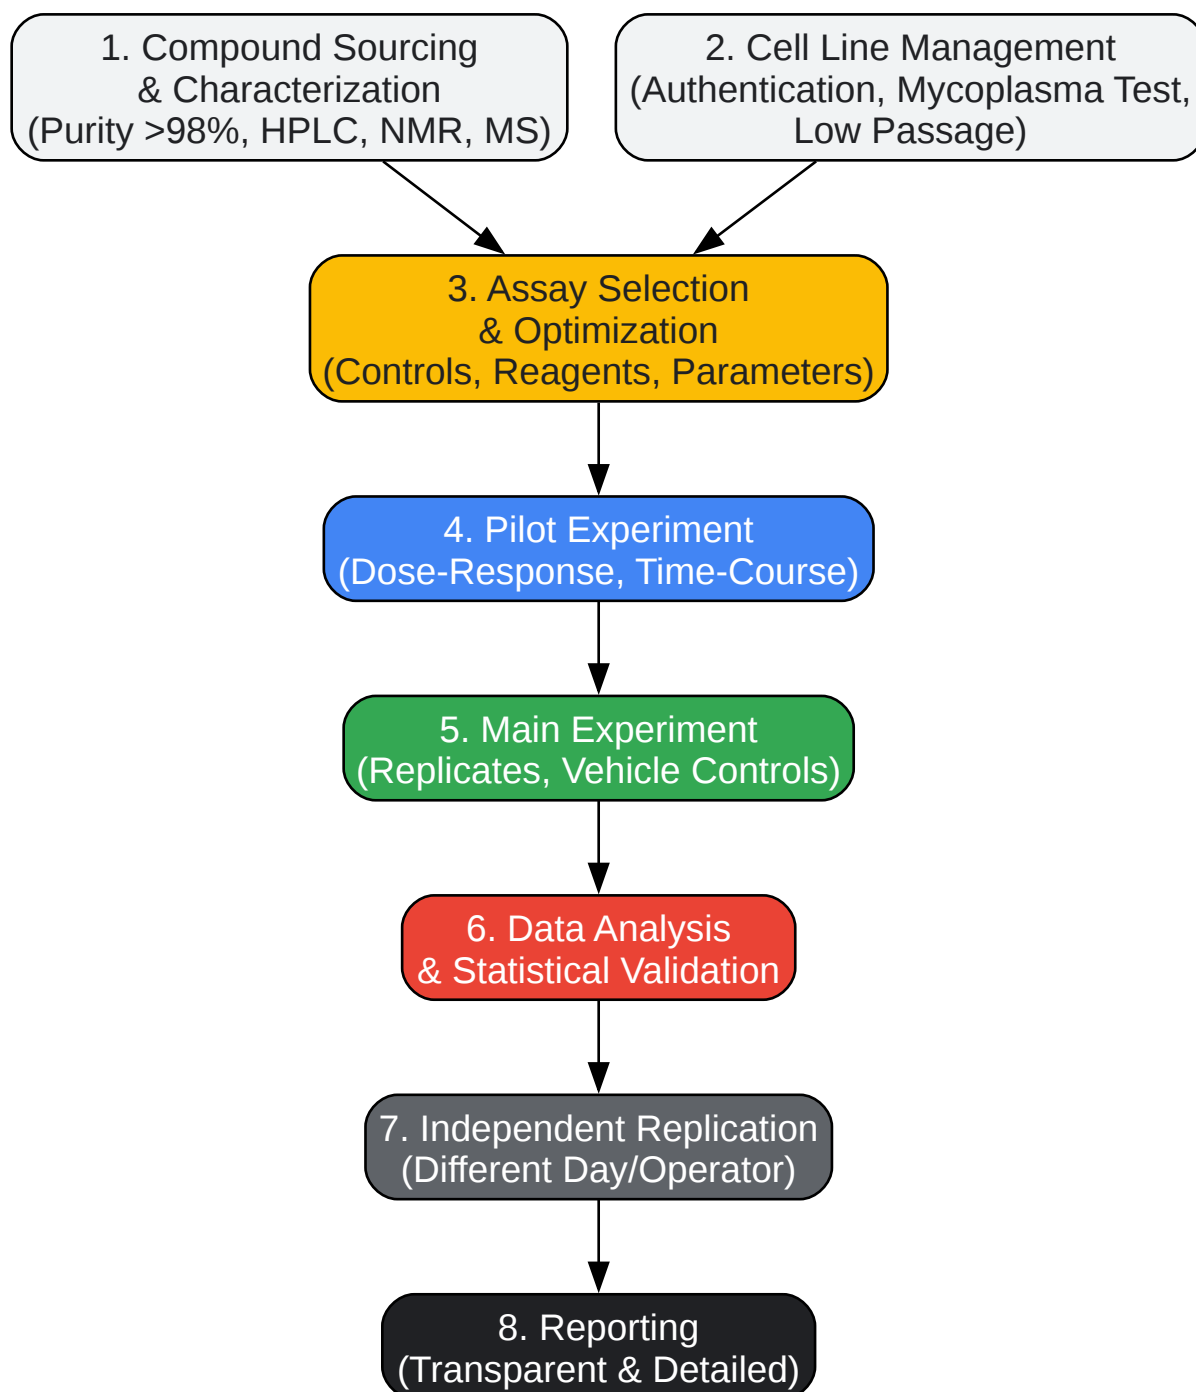 1. Compound Sourcing
& Characterization
(Purity >98%, HPLC, NMR, MS)
2. Cell Line Management
(Authentication, Mycoplasma Test,
Low Passage)
3. Assay Selection
& Optimization
(Controls, Reagents, Parameters)
4. Pilot Experiment
(Dose-Response, Time-Course)
5. Main Experiment
(Replicates, Vehicle Controls)
6. Data Analysis
& Statistical Validation
7. Independent Replication
(Different Day/Operator)
8. Reporting
(Transparent & Detailed)